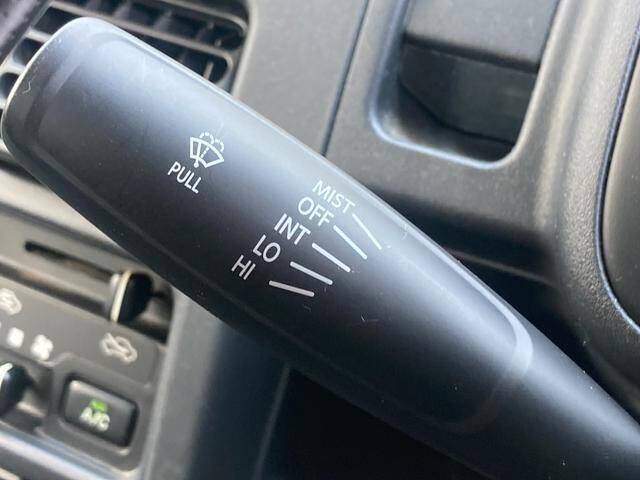 PULL
MIST
OFF
INT
LO
HI
A/C